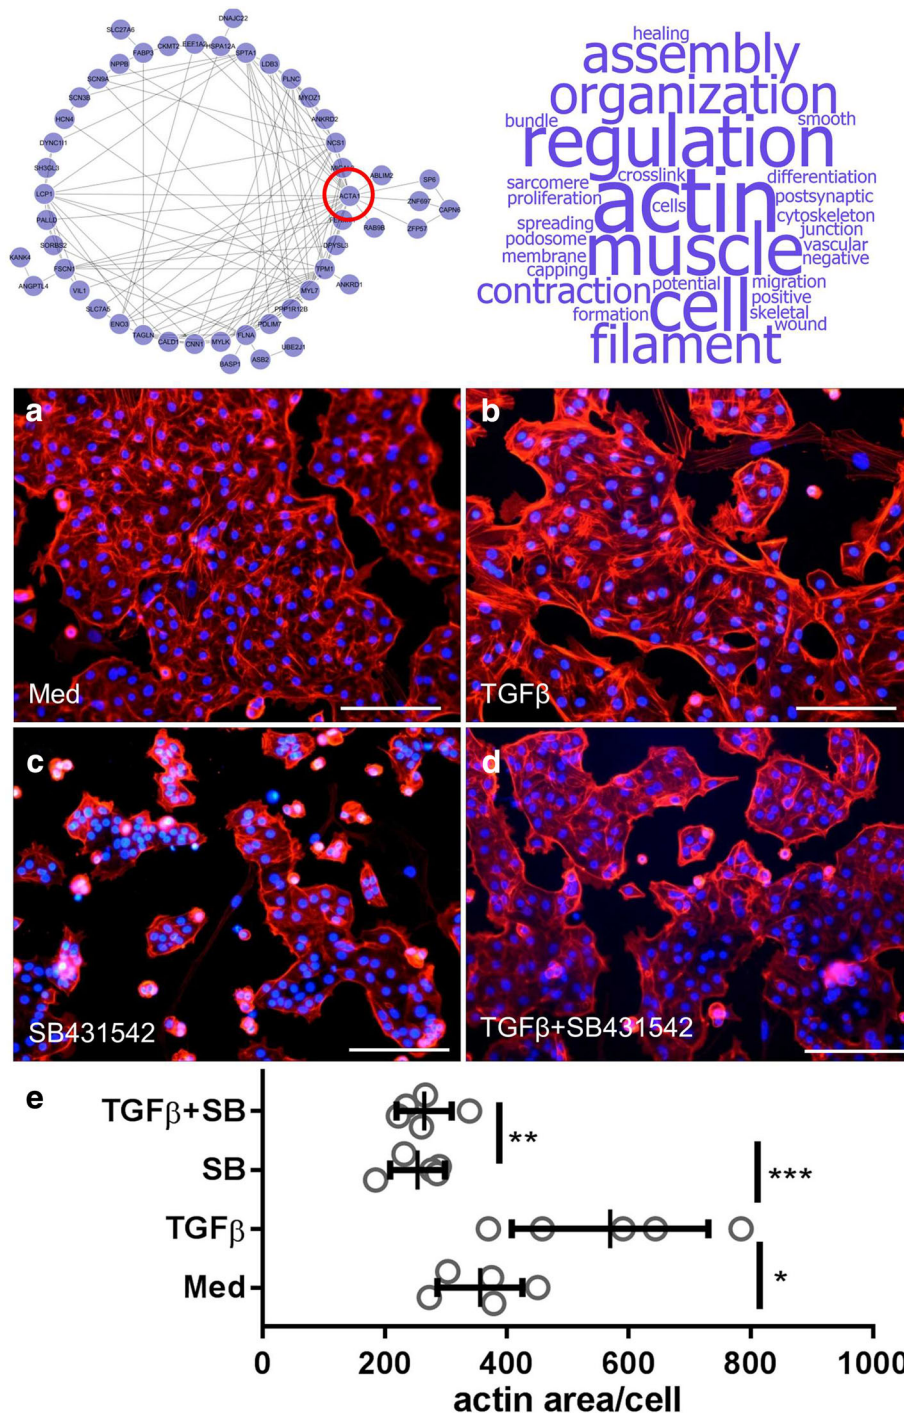 DNAJC22
SLC27A6
CKMT2
EEF1A2
HSPA12A
FABP3
SPTA1
NPPB
LDB3
SCN9A
FLNC
SCN3B
MYOZ1
HCN4
ANKRD2
DYNC1I1
NCS1
SH3GL3
ABLIM2
SP6
LCP1
ACTA1
ZNF697
CAPN6
PALLD
RAB9B
ZFP57
SORBS2
DPYSL3
KANK4
FSCN1
TPM1
ANKRD1
ANGPTL4
VIL1
MYL7
SLC7A5
PPP1R12B
ENO3
PDLIM7
TAGLN
CALD1
CNN1
MYLK
FLNA
UBE2J1
BASP1
ASB2
healing
assembly
organization
bundle
smooth
regulation
crosslink
differentiation
sarcomere
proliferation
actin
cells
postsynaptic
cytoskeleton
spreading
junction
podosome
muscle
vascular
membrane
negative
capping
contraction
potential
migration
cell
positive
formation
skeletal
wound
filament
a
Med
b
TGFβ
c
SB431542
d
TGFβ+SB431542
e
TGFβ+SB
**
SB
***
TGFβ
Med
*
0 200 400 600 800 1000
actin area/cell